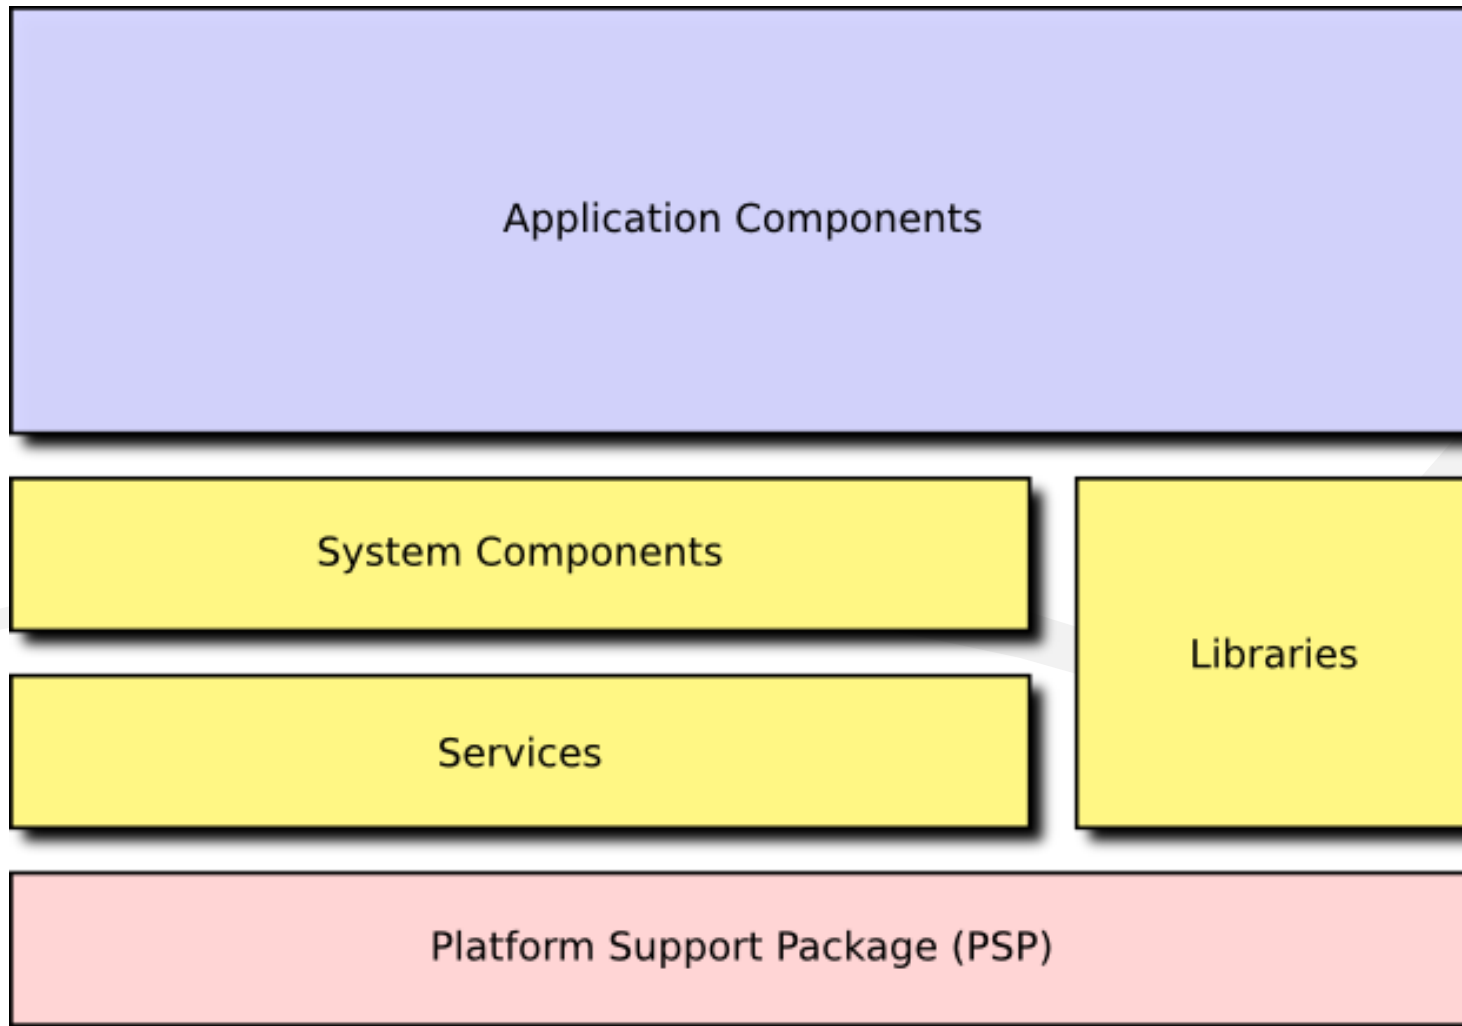 Application Components
System Components
Libraries
Services
Platform Support Package (PSP)